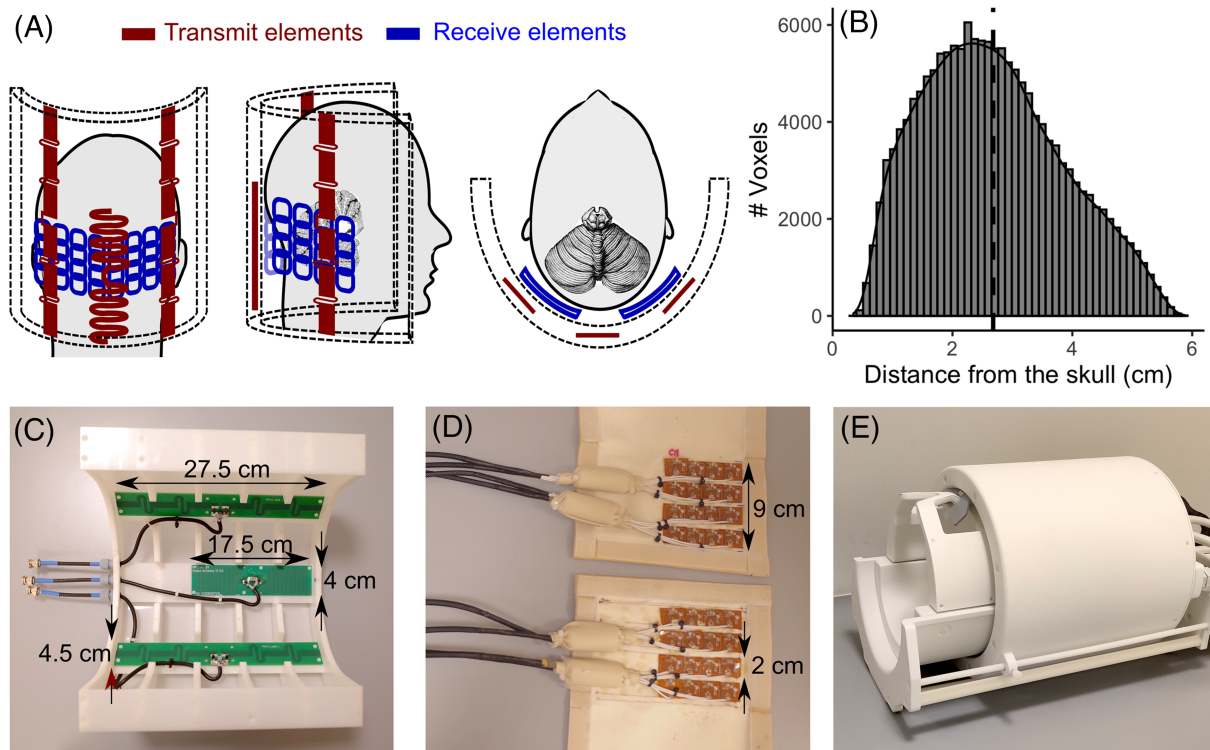 (A)
Transmit elements
Receive elements
(B)
6000
4000
2000
0
# Voxels
0 2 4 6
Distance from the skull (cm)
(C)
27.5 cm
17.5 cm
4 cm
4.5 cm
(D)
C8
9 cm
2 cm
(E)